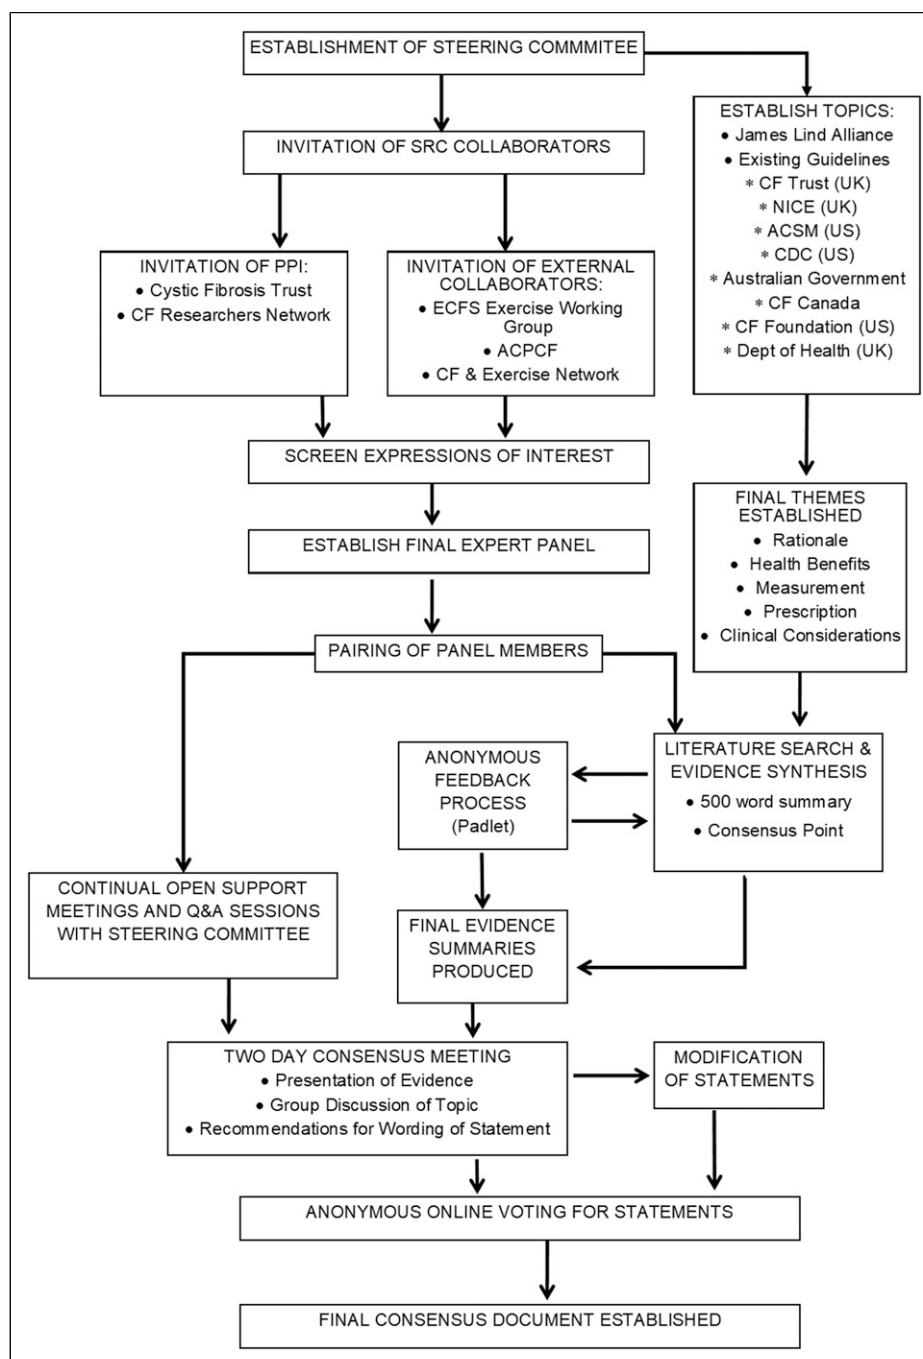 ESTABLISHMENT OF STEERING COMMMITEE
INVITATION OF SRC COLLABORATORS
ESTABLISH TOPICS:
● James Lind Alliance
● Existing Guidelines
* CF Trust (UK)
* NICE (UK)
* ACSM (US)
* CDC (US)
* Australian Government
* CF Canada
* CF Foundation (US)
* Dept of Health (UK)
INVITATION OF PPI:
● Cystic Fibrosis Trust
● CF Researchers Network
INVITATION OF EXTERNAL
COLLABORATORS:
● ECFS Exercise Working
Group
● ACPCF
● CF & Exercise Network
SCREEN EXPRESSIONS OF INTEREST
ESTABLISH FINAL EXPERT PANEL
FINAL THEMES
ESTABLISHED
● Rationale
● Health Benefits
● Measurement
● Prescription
● Clinical Considerations
PAIRING OF PANEL MEMBERS
ANONYMOUS
FEEDBACK
PROCESS
(Padlet)
LITERATURE SEARCH &
EVIDENCE SYNTHESIS
● 500 word summary
● Consensus Point
CONTINUAL OPEN SUPPORT
MEETINGS AND Q&A SESSIONS
WITH STEERING COMMITTEE
FINAL EVIDENCE
SUMMARIES
PRODUCED
TWO DAY CONSENSUS MEETING
● Presentation of Evidence
● Group Discussion of Topic
● Recommendations for Wording of Statement
MODIFICATION
OF STATEMENTS
ANONYMOUS ONLINE VOTING FOR STATEMENTS
FINAL CONSENSUS DOCUMENT ESTABLISHED